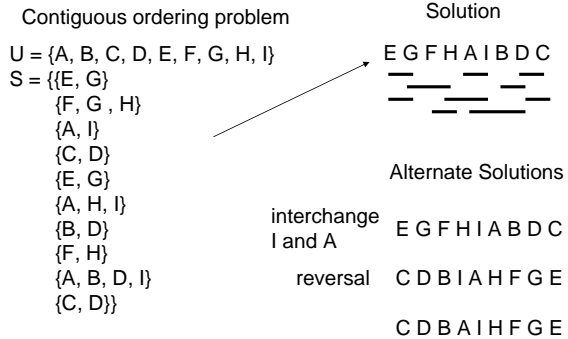 Contiguous ordering problem
U = {A, B, C, D, E, F, G, H, I}
S = {{E, G}
{F, G , H}
{A, I}
{C, D}
{E, G}
{A, H, I}
{B, D}
{F, H}
{A, B, D, I}
{C, D}}
Solution
E G F H A I B D C
Alternate Solutions
interchange
I and A
E G F H I A B D C
reversal
C D B I A H F G E
C D B A I H F G E